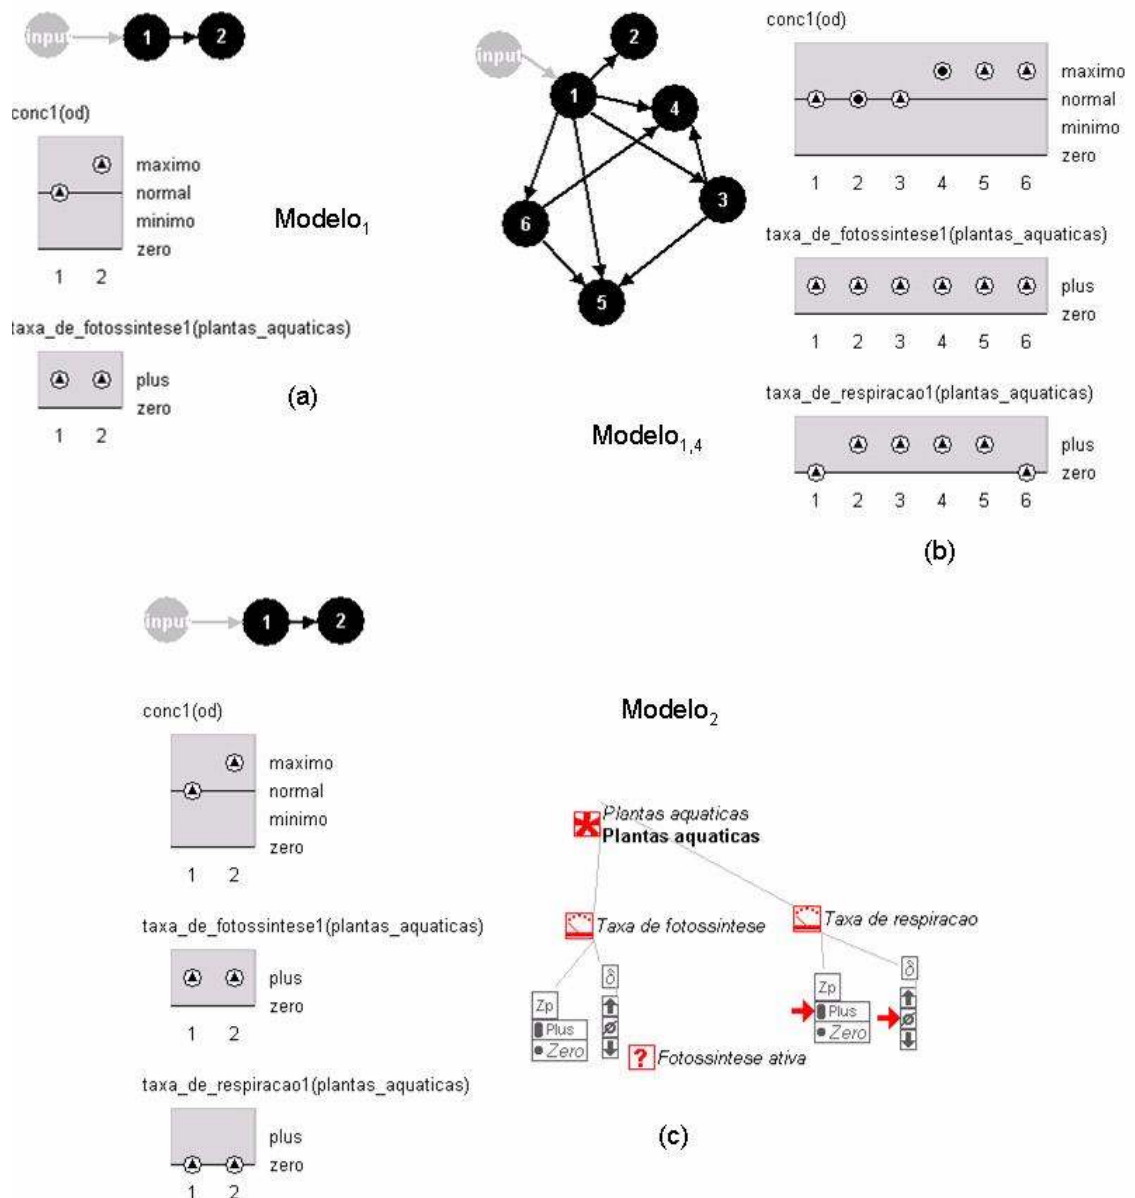 input
1
2
conc1(od)
maximo
normal
minimo
zero
1 2
Modelo1
taxa_de_fotossintese1(plantas_aquaticas)
plus
zero
1 2
(a)
input
1
2
4
3
6
5
conc1(od)
maximo
normal
minimo
zero
1 2 3 4 5 6
taxa_de_fotossintese1(plantas_aquaticas)
plus
zero
1 2 3 4 5 6
taxa_de_respiracao1(plantas_aquaticas)
plus
zero
1 2 3 4 5 6
Modelo1,4
(b)
input
1
2
conc1(od)
maximo
normal
minimo
zero
1 2
taxa_de_fotossintese1(plantas_aquaticas)
plus
zero
1 2
taxa_de_respiracao1(plantas_aquaticas)
plus
zero
1 2
Modelo2
Plantas aquaticas
Plantas aquaticas
Taxa de fotossintese
Taxa de respiracao
Zp
Plus
Zero
δ
ø
? Fotossintese ativa
Zp
Plus
Zero
δ
ø
(c)